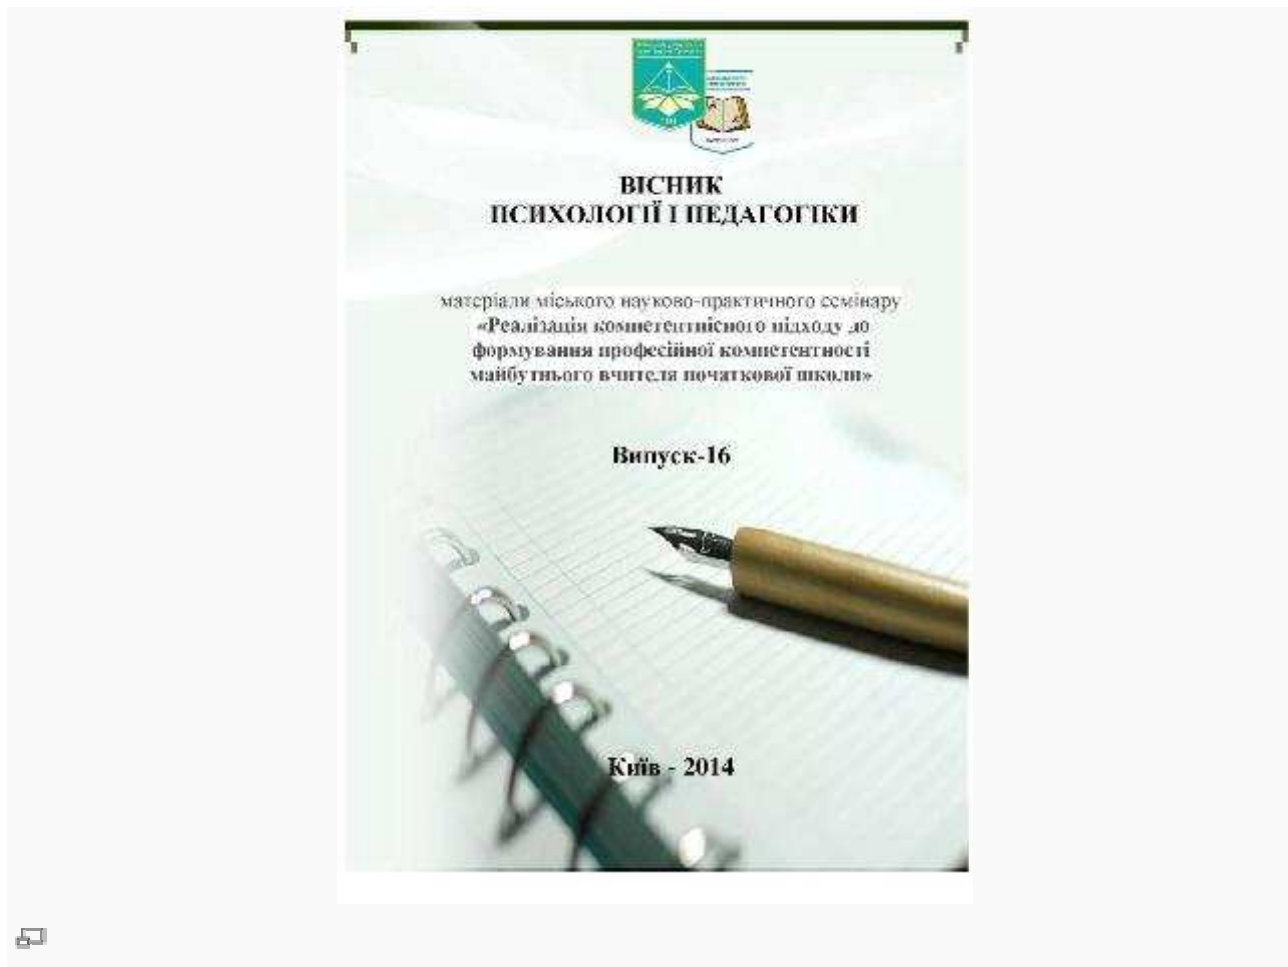 ВІСНИК
ПСИХОЛОГІЇ І ПЕДАГОГІКИ
матеріали міського науково-практичного семінару
«Реалізація компетентнісного підходу до
формування професійної компетентності
майбутнього вчителя початкової школи»
Випуск-16
Київ - 2014